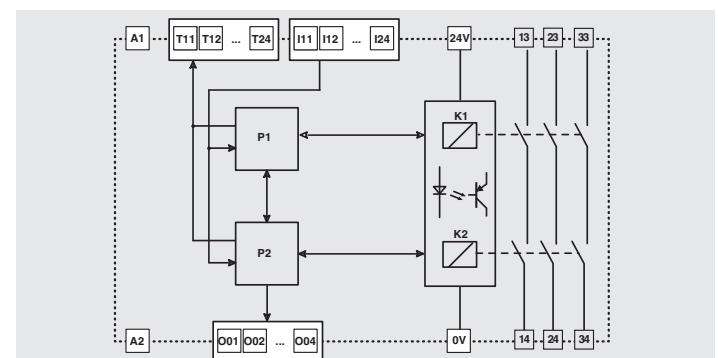 A1 T11 T12 ... T24 I11 I12 ... I24 24V 13 23 33
K1
P1
K2
P2
A2 O01 O02 ... O04 0V 14 24 34